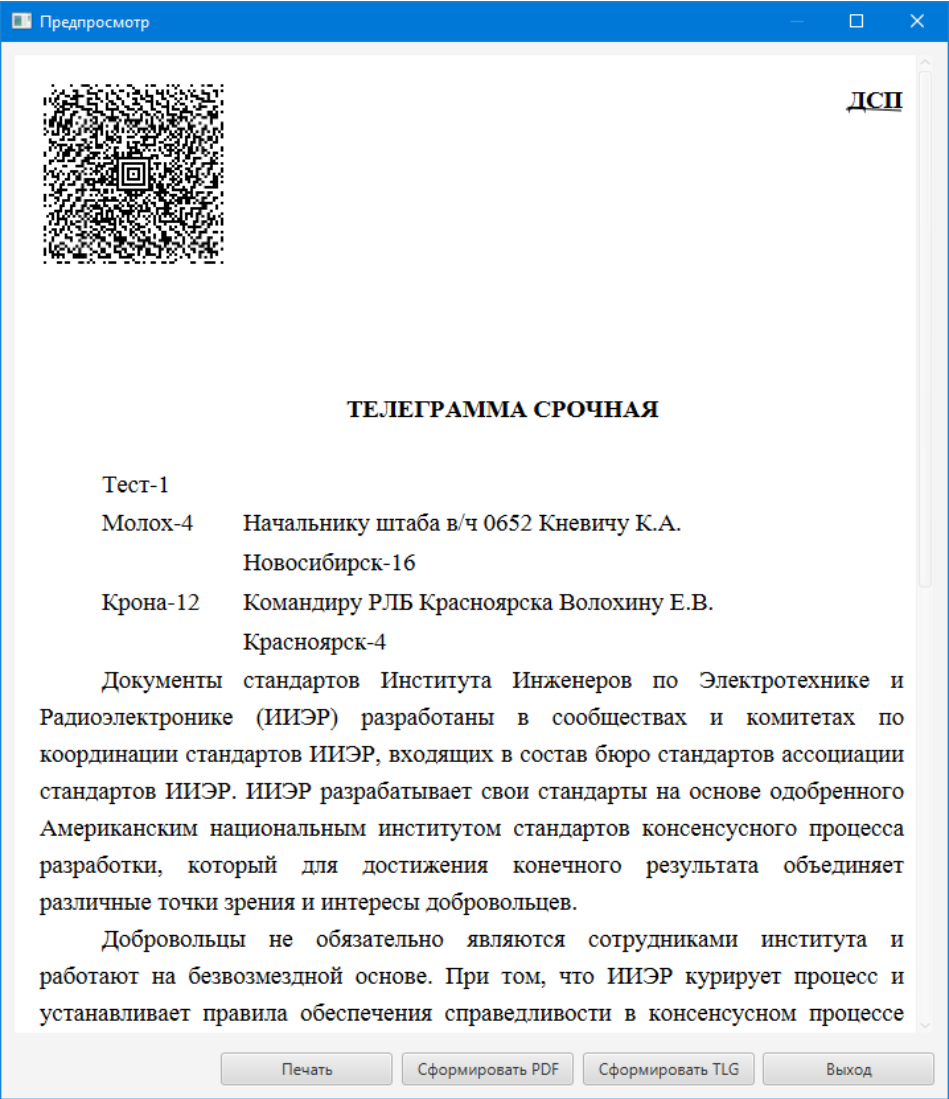 Предпросмотр
ДСП
ТЕЛЕГРАММА СРОЧНАЯ
Тест-1
Молох-4 Начальнику штаба в/ч 0652 Кневичу К.А.
Новосибирск-16
Крона-12 Командиру РЛБ Красноярска Волохину Е.В.
Красноярск-4
Документы стандартов Института Инженеров по Электротехнике и
Радиоэлектронике (ИИЭР) разработаны в сообществах и комитетах по
координации стандартов ИИЭР, входящих в состав бюро стандартов ассоциации
стандартов ИИЭР. ИИЭР разрабатывает свои стандарты на основе одобренного
Американским национальным институтом стандартов консенсусного процесса
разработки, который для достижения конечного результата объединяет
различные точки зрения и интересы добровольцев.
Добровольцы не обязательно являются сотрудниками института и
работают на безвозмездной основе. При том, что ИИЭР курирует процесс и
устанавливает правила обеспечения справедливости в консенсусном процессе
Печать Сформировать PDF Сформировать TLG Выход